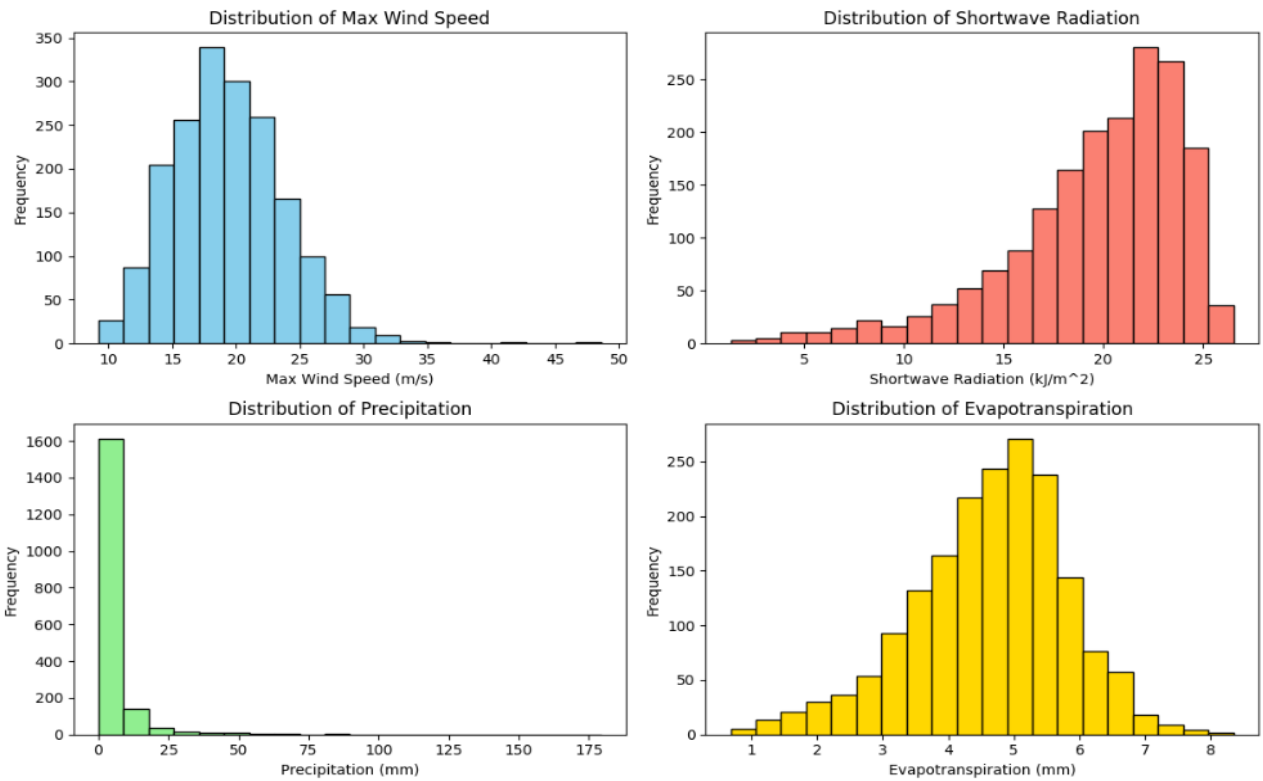 Distribution of Max Wind Speed
350
300
250
200
150
100
50
0
Frequency
10 15 20 25 30 35 40 45 50
Max Wind Speed (m/s)
Distribution of Shortwave Radiation
250
200
150
100
50
0
Frequency
5 10 15 20 25
Shortwave Radiation (kJ/m^2)
Distribution of Precipitation
1600
1400
1200
1000
800
600
400
200
0
Frequency
0 25 50 75 100 125 150 175
Precipitation (mm)
Distribution of Evapotranspiration
250
200
150
100
50
0
Frequency
1 2 3 4 5 6 7 8
Evapotranspiration (mm)